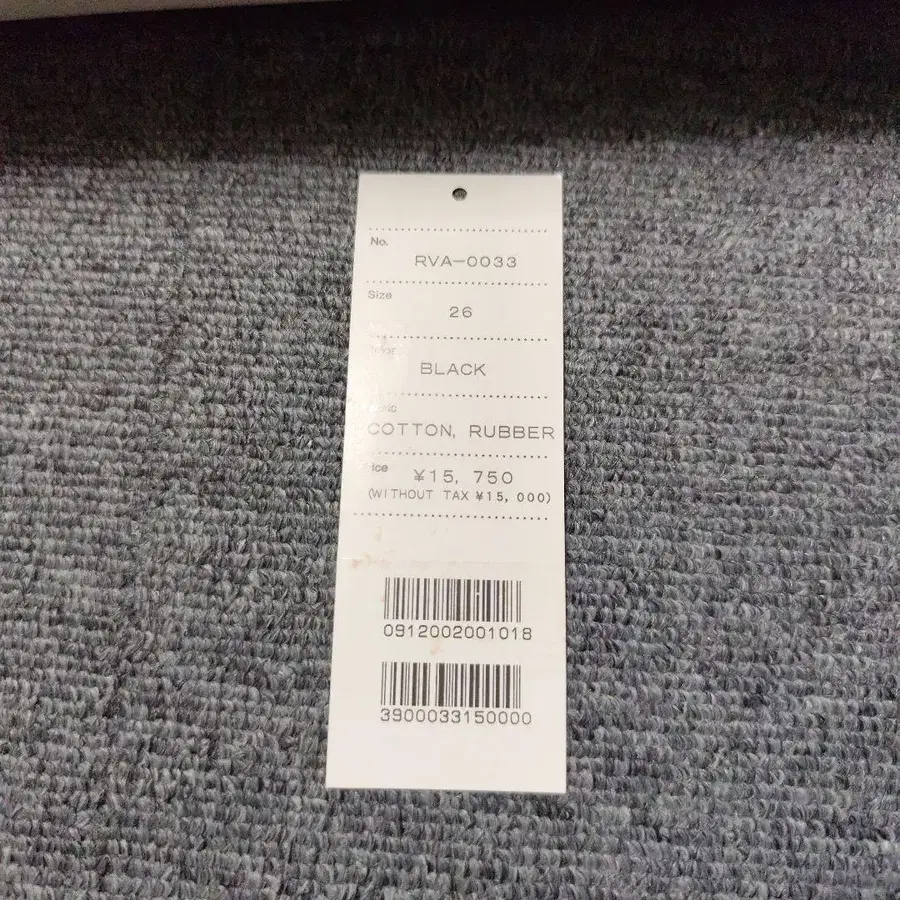 No.
RVA-0033
Size
26
BLACK
COTTON, RUBBER
¥15, 750
(WITHOUT TAX ¥15, 000)
0912002001018
3900033150000